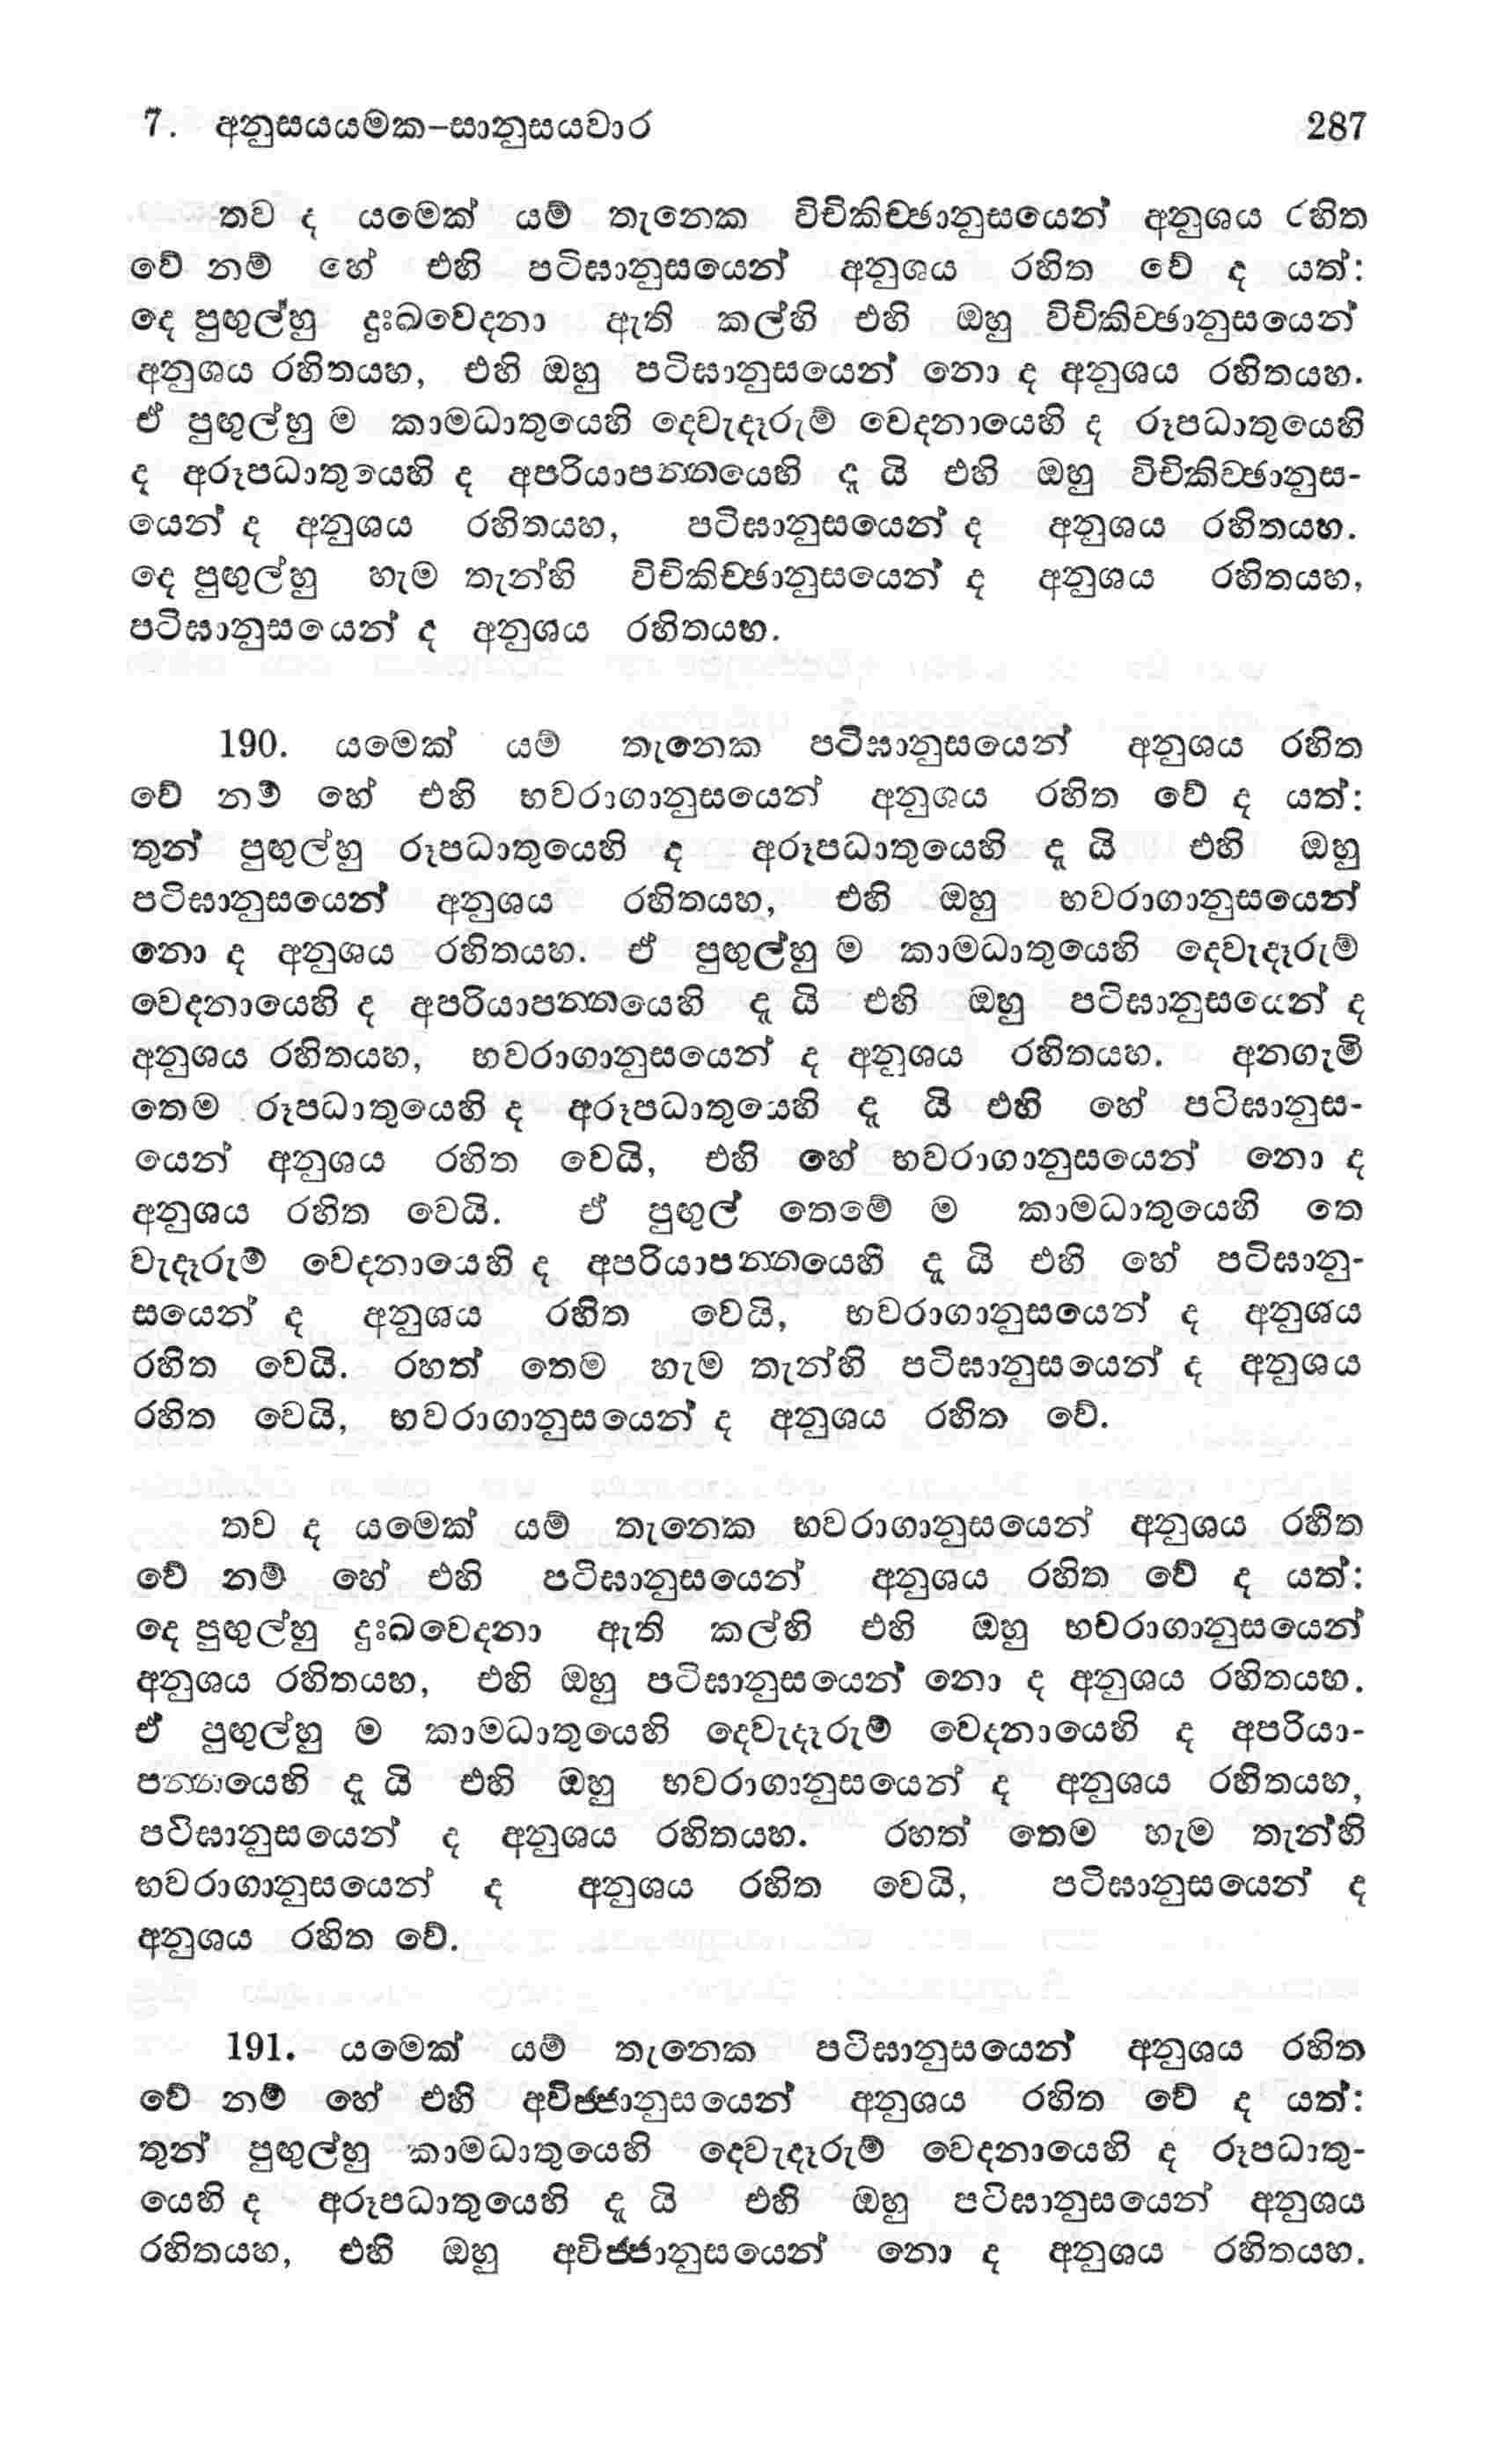 7. අනුසයයමක-සානුසයවාර 287
තව ද යමෙක් යම් තැනෙක විචිකිච්ඡානුසයෙන් අනුශය රහිත
වේ නම් හේ එහි පටිඝානුසයෙන් අනුශය රහිත වේ ද යත්:
දෙ පුඟුල්හු දුඃඛවෙදනා ඇති කල්හි එහි ඔහු විචිකිච්ඡානුසයෙන්
අනුශය රහිතයහ, එහි ඔහු පටිඝානුසයෙන් නො ද අනුශය රහිතයහ.
ඒ පුඟුල්හු ම කාමධාතුයෙහි දෙවැදෑරුම් වෙදනායෙහි ද රූපධාතුයෙහි
ද අරූපධාතුයෙහි ද අපරියාපන්නයෙහි දැ යි එහි ඔහු විචිකිච්ඡානුස-
යෙන් ද අනුශය රහිතයහ, පටිඝානුසයෙන් ද අනුශය රහිතයහ.
දෙ පුඟුල්හු හැම තැන්හි විචිකිච්ඡානුසයෙන් ද අනුශය රහිතයහ,
පටිඝානුසයෙන් ද අනුශය රහිතයහ.
190. යමෙක් යම් තැනෙක පටිඝානුසයෙන් අනුශය රහිත
වේ නම් හේ එහි භවරාගානුසයෙන් අනුශය රහිත වේ ද යත්:
තුන් පුඟුල්හු රූපධාතුයෙහි ද අරූපධාතුයෙහි දැ යි එහි ඔහු
පටිඝානුසයෙන් අනුශය රහිතයහ, එහි ඔහු භවරාගානුසයෙන්
නො ද අනුශය රහිතයහ. ඒ පුඟුල්හු ම කාමධාතුයෙහි දෙවැදෑරුම්
වෙදනායෙහි ද අපරියාපන්නයෙහි දැ යි එහි ඔහු පටිඝානුසයෙන් ද
අනුශය රහිතයහ, භවරාගානුසයෙන් ද අනුශය රහිතයහ. අනගැමි
තෙම රූපධාතුයෙහි ද අරූපධාතුයෙහි දැ යි එහි හේ පටිඝානුස-
යෙන් අනුශය රහිත වෙයි, එහි හේ භවරාගානුසයෙන් නො ද
අනුශය රහිත වෙයි. ඒ පුඟුල් තෙමේ ම කාමධාතුයෙහි තෙ
වැදෑරුම් වෙදනායෙහි ද අපරියාපන්නයෙහි දැ යි එහි හේ පටිඝානු-
සයෙන් ද අනුශය රහිත වෙයි, භවරාගානුසයෙන් ද අනුශය
රහිත වෙයි. රහත් තෙම හැම තැන්හි පටිඝානුසයෙන් ද අනුශය
රහිත වෙයි, භවරාගානුසයෙන් ද අනුශය රහිත වේ.
තව ද යමෙක් යම් තැනෙක භවරාගානුසයෙන් අනුශය රහිත
වේ නම් හේ එහි පටිඝානුසයෙන් අනුශය රහිත වේ ද යත්:
දෙ පුඟුල්හු දුඃඛවෙදනා ඇති කල්හි එහි ඔහු භවරාගානුසයෙන්
අනුශය රහිතයහ, එහි ඔහු පටිඝානුසයෙන් නො ද අනුශය රහිතයහ.
ඒ පුඟුල්හු ම කාමධාතුයෙහි දෙවැදෑරුම් වෙදනායෙහි ද අපරියා-
පන්නයෙහි දැ යි එහි ඔහු භවරාගානුසයෙන් ද අනුශය රහිතයහ,
පටිඝානුසයෙන් ද අනුශය රහිතයහ. රහත් තෙම හැම තැන්හි
භවරාගානුසයෙන් ද අනුශය රහිත වෙයි, පටිඝානුසයෙන් ද
අනුශය රහිත වේ.
191. යමෙක් යම් තැනෙක පටිඝානුසයෙන් අනුශය රහිත
වේ නම් හේ එහි අවිජ්ජානුසයෙන් අනුශය රහිත වේ ද යත්:
තුන් පුඟුල්හු කාමධාතුයෙහි දෙවැදෑරුම් වෙදනායෙහි ද රූපධාතු-
යෙහි ද අරූපධාතුයෙහි දැ යි එහි ඔහු පටිඝානුසයෙන් අනුශය
රහිතයහ, එහි ඔහු අවිජ්ජානුසයෙන් නො ද අනුශය රහිතයහ.